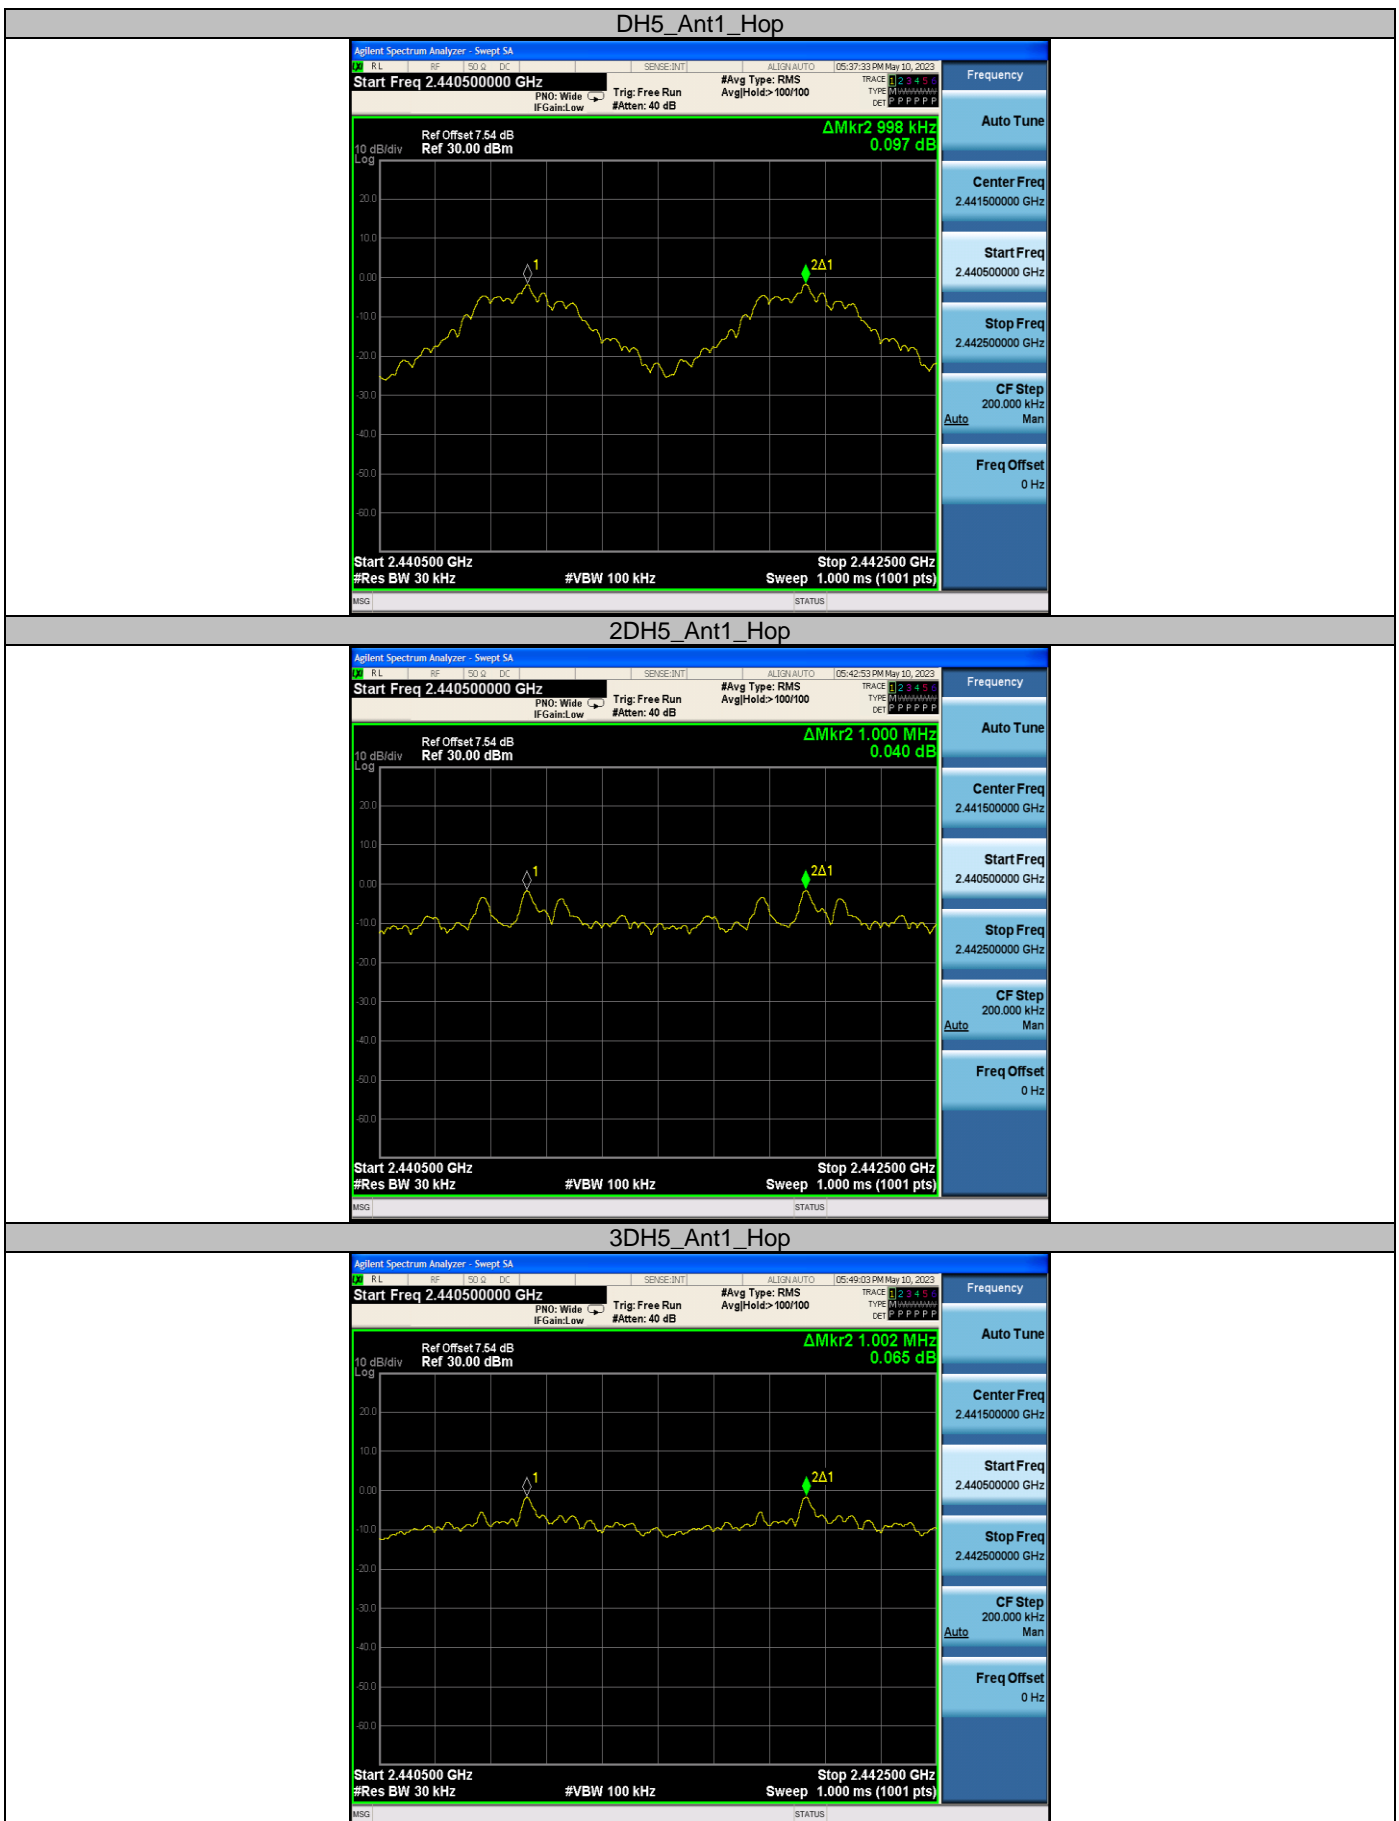 DH5_Ant1_Hop
Agilent Spectrum Analyzer - Swept SA
RL RF 50 Ω DC SENSE:INT ALIGNAUTO 05:37:33 PM May 10, 2023
Start Freq 2.440500000 GHz
PNO: Wide
IFGain:Low
Trig: Free Run
#Atten: 40 dB
#Avg Type: RMS
Avg|Hold:>100/100
TRACE 1 2 3 4 5 6
TYPE M
DET P P P P P P
Ref Offset 7.54 dB
10 dB/div Ref 30.00 dBm
Log
ΔMkr2 998 kHz
0.097 dB
20.0
10.0
0.00
-10.0
-20.0
-30.0
-40.0
-50.0
-60.0
1
2Δ1
Start 2.440500 GHz Stop 2.442500 GHz
#Res BW 30 kHz #VBW 100 kHz Sweep 1.000 ms (1001 pts)
MSG STATUS
Frequency
Auto Tune
Center Freq
2.441500000 GHz
Start Freq
2.440500000 GHz
Stop Freq
2.442500000 GHz
CF Step
200.000 kHz
Auto Man
Freq Offset
0 Hz
2DH5_Ant1_Hop
Agilent Spectrum Analyzer - Swept SA
RL RF 50 Ω DC SENSE:INT ALIGNAUTO 05:42:53 PM May 10, 2023
Start Freq 2.440500000 GHz
PNO: Wide
IFGain:Low
Trig: Free Run
#Atten: 40 dB
#Avg Type: RMS
Avg|Hold:>100/100
TRACE 1 2 3 4 5 6
TYPE M
DET P P P P P P
Ref Offset 7.54 dB
10 dB/div Ref 30.00 dBm
Log
ΔMkr2 1.000 MHz
0.040 dB
20.0
10.0
0.00
-10.0
-20.0
-30.0
-40.0
-50.0
-60.0
1
2Δ1
Start 2.440500 GHz Stop 2.442500 GHz
#Res BW 30 kHz #VBW 100 kHz Sweep 1.000 ms (1001 pts)
MSG STATUS
Frequency
Auto Tune
Center Freq
2.441500000 GHz
Start Freq
2.440500000 GHz
Stop Freq
2.442500000 GHz
CF Step
200.000 kHz
Auto Man
Freq Offset
0 Hz
3DH5_Ant1_Hop
Agilent Spectrum Analyzer - Swept SA
RL RF 50 Ω DC SENSE:INT ALIGNAUTO 05:49:03 PM May 10, 2023
Start Freq 2.440500000 GHz
PNO: Wide
IFGain:Low
Trig: Free Run
#Atten: 40 dB
#Avg Type: RMS
Avg|Hold:>100/100
TRACE 1 2 3 4 5 6
TYPE M
DET P P P P P P
Ref Offset 7.54 dB
10 dB/div Ref 30.00 dBm
Log
ΔMkr2 1.002 MHz
0.065 dB
20.0
10.0
0.00
-10.0
-20.0
-30.0
-40.0
-50.0
-60.0
1
2Δ1
Start 2.440500 GHz Stop 2.442500 GHz
#Res BW 30 kHz #VBW 100 kHz Sweep 1.000 ms (1001 pts)
MSG STATUS
Frequency
Auto Tune
Center Freq
2.441500000 GHz
Start Freq
2.440500000 GHz
Stop Freq
2.442500000 GHz
CF Step
200.000 kHz
Auto Man
Freq Offset
0 Hz